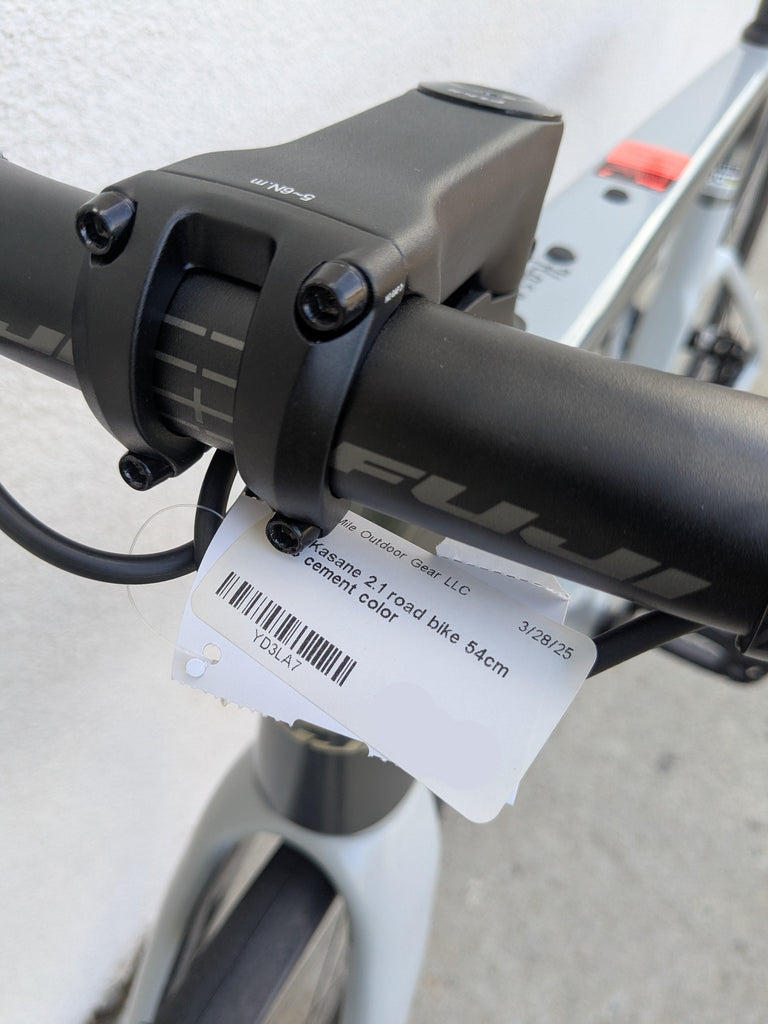 5~6N.m
FUJI
Mile Outdoor Gear LLC
3/28/25
Kasane 2.1 road bike 54cm
cement color
YD3LA7